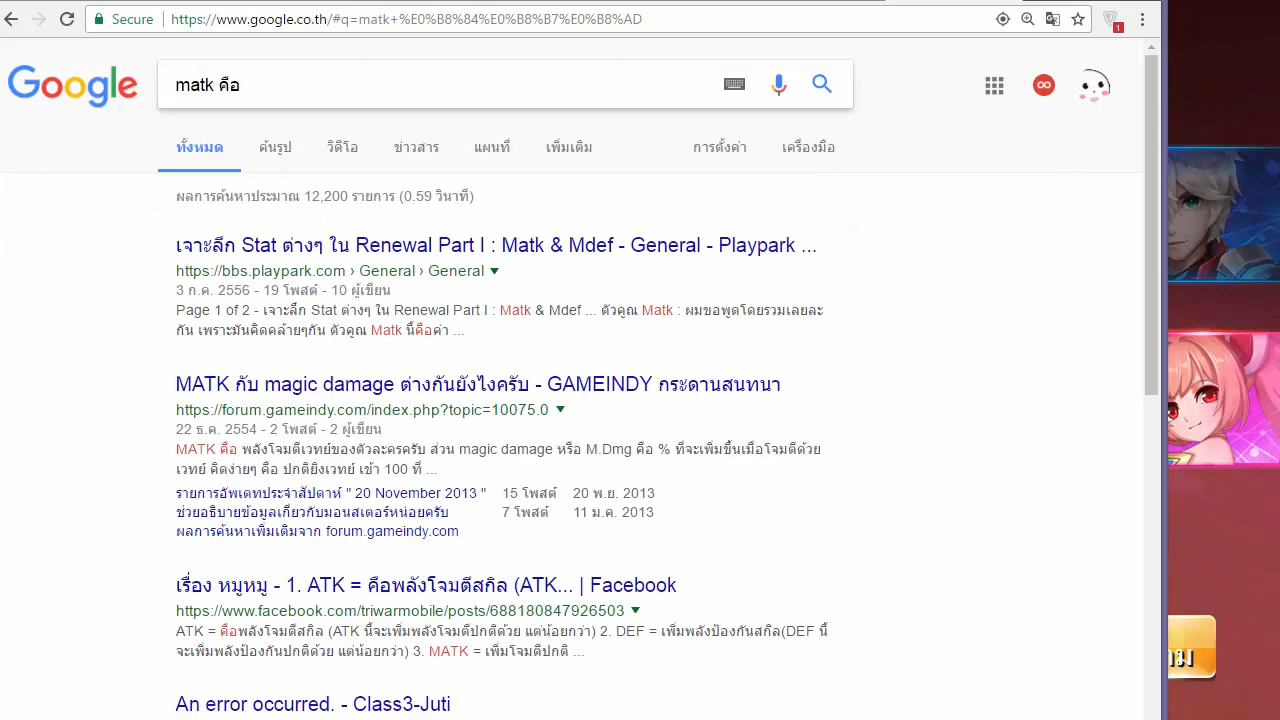 Secure
https://www.google.co.th/#q=matk+%E0%B8%84%E0%B8%B7%E0%B8%AD
1
Google
matk คือ
ทั้งหมด ค้นรูป วิดีโอ ข่าวสาร แผนที่ เพิ่มเติม การตั้งค่า เครื่องมือ
ผลการค้นหาประมาณ 12,200 รายการ (0.59 วินาที)
เจาะลึก Stat ต่างๆ ใน Renewal Part I : Matk & Mdef - General - Playpark ...
https://bbs.playpark.com › General › General
3 ก.ค. 2556 - 19 โพสต์ - 10 ผู้เขียน
Page 1 of 2 - เจาะลึก Stat ต่างๆ ใน Renewal Part I : Matk & Mdef ... ตัวคูณ Matk : ผมขอพูดโดยรวมเลยละ
กัน เพราะมันคิดคล้ายๆกัน ตัวคูณ Matk นี้คือค่า ...
MATK กับ magic damage ต่างกันยังไงครับ - GAMEINDY กระดานสนทนา
https://forum.gameindy.com/index.php?topic=10075.0
22 ธ.ค. 2554 - 2 โพสต์ - 2 ผู้เขียน
MATK คือ พลังโจมตีเวทย์ของตัวละครครับ ส่วน magic damage หรือ M.Dmg คือ % ที่จะเพิ่มขึ้นเมื่อโจมตีด้วย
เวทย์ คิดง่ายๆ คือ ปกติยิงเวทย์ เข้า 100 ที่ ...
รายการอัพเดทประจำสัปดาห์ " 20 November 2013 " 15 โพสต์ 20 พ.ย. 2013
ช่วยอธิบายข้อมูลเกี่ยวกับมอนสเตอร์หน่อยครับ 7 โพสต์ 11 ม.ค. 2013
ผลการค้นหาเพิ่มเติมจาก forum.gameindy.com
เรื่อง หมูหมู - 1. ATK = คือพลังโจมตีสกิล (ATK... | Facebook
https://www.facebook.com/triwarmobile/posts/688180847926503
ATK = คือพลังโจมตีสกิล (ATK นี้จะเพิ่มพลังโจมตีปกติด้วย แต่น้อยกว่า) 2. DEF = เพิ่มพลังป้องกันสกิล(DEF นี้
จะเพิ่มพลังป้องกันปกติด้วย แต่น้อยกว่า) 3. MATK = เพิ่มโจมตีปกติ ...
An error occurred. - Class3-Juti